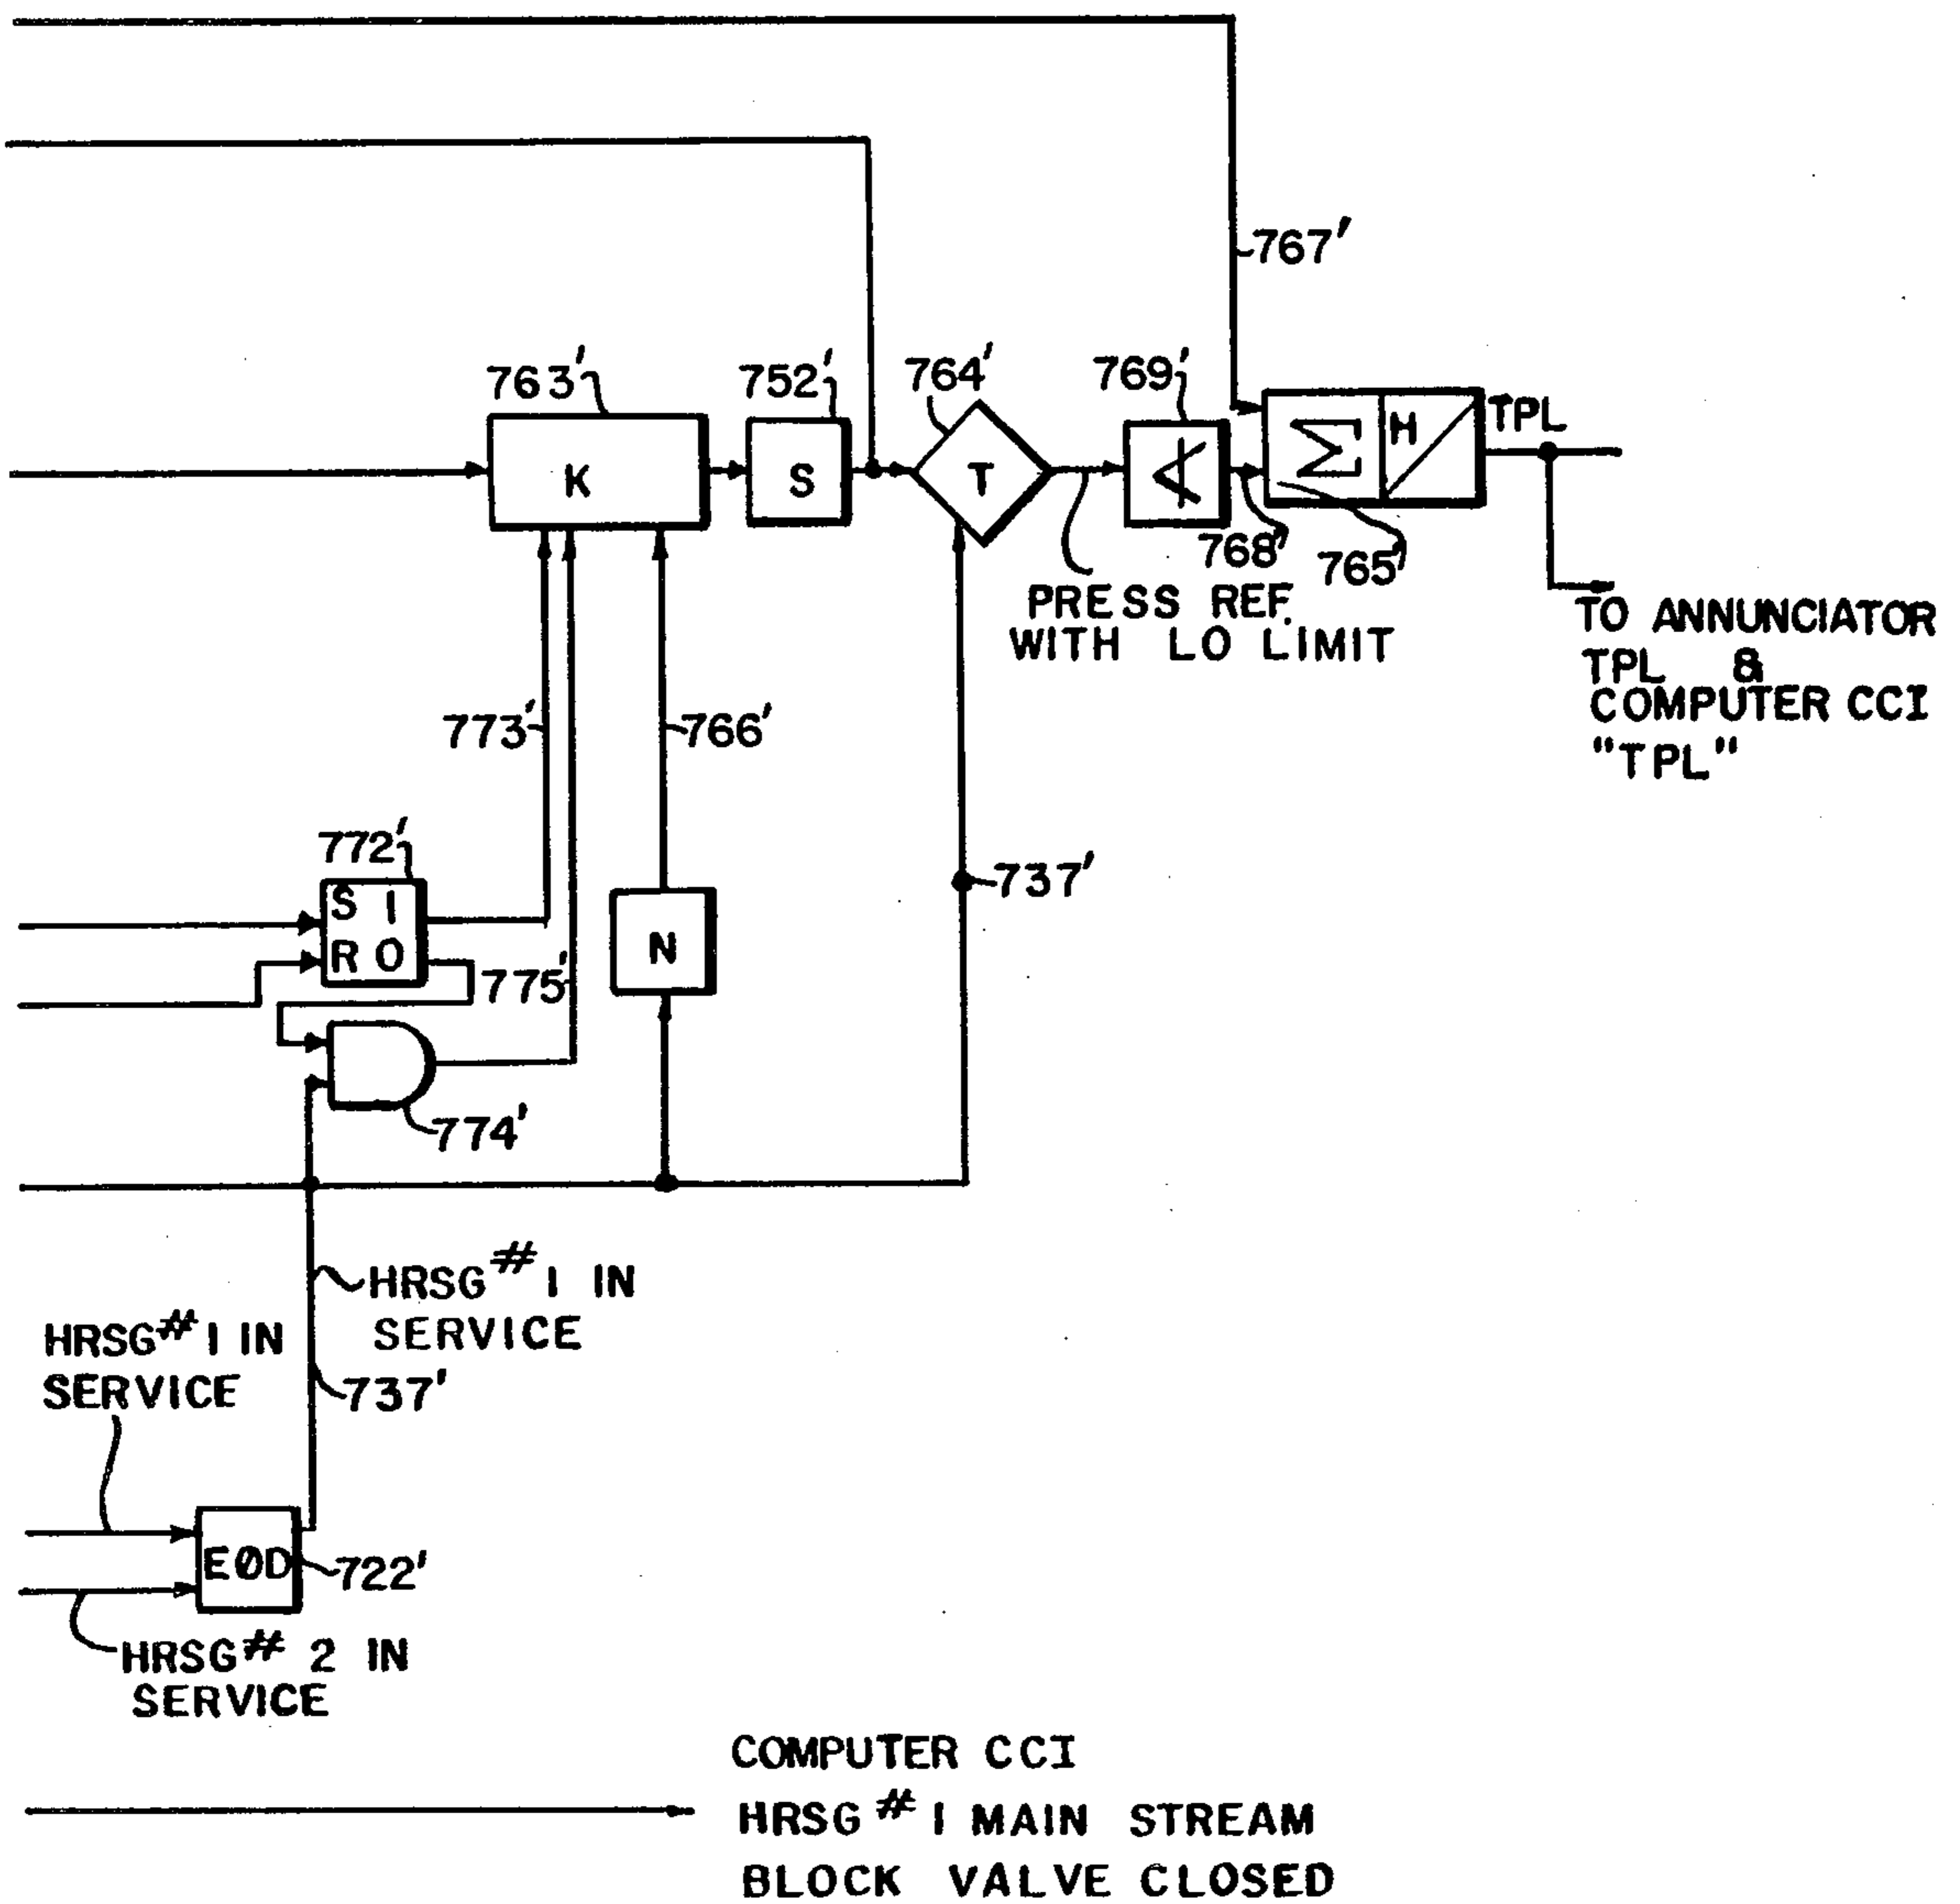 767'
763'
752'
764'
769'
K
S
T
∢
Σ
H
TPL
768'
765'
PRESS REF.
WITH LO LIMIT
TO ANNUNCIATOR
TPL &
COMPUTER CCI
"TPL"
773'
766'
772'
S I
R O
775'
N
737'
774'
HRSG # 1 IN
SERVICE
HRSG # 1 IN
SERVICE
737'
EØD
722'
HRSG # 2 IN
SERVICE
COMPUTER CCI
HRSG # 1 MAIN STREAM
BLOCK VALVE CLOSED